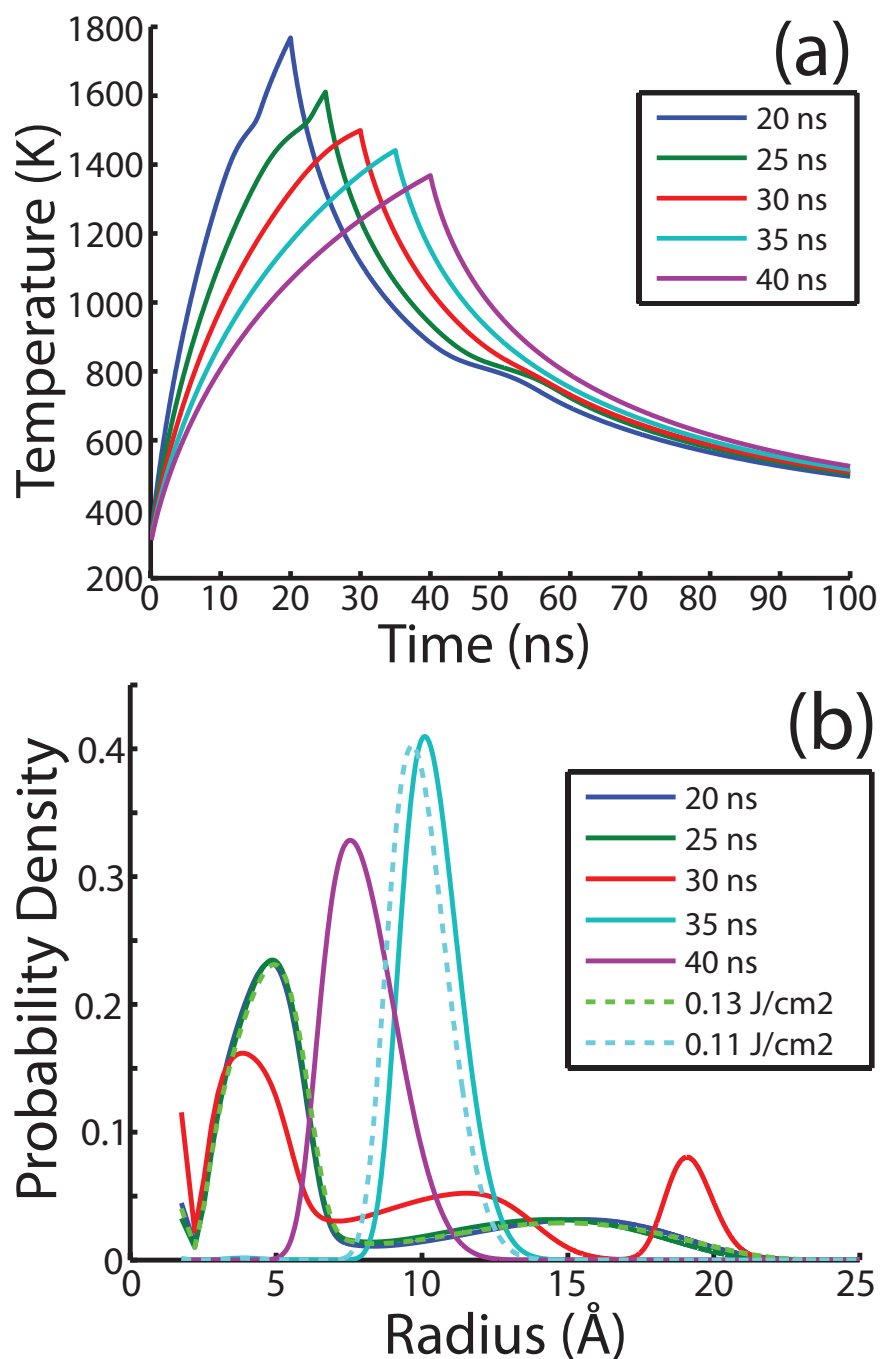 (a)
Temperature (K)
1800
1600
1400
1200
1000
800
600
400
200
20 ns
25 ns
30 ns
35 ns
40 ns
0 10 20 30 40 50 60 70 80 90 100
Time (ns)
(b)
Probability Density
0.4
0.3
0.2
0.1
0
20 ns
25 ns
30 ns
35 ns
40 ns
0.13 J/cm2
0.11 J/cm2
0 5 10 15 20 25
Radius (Å)